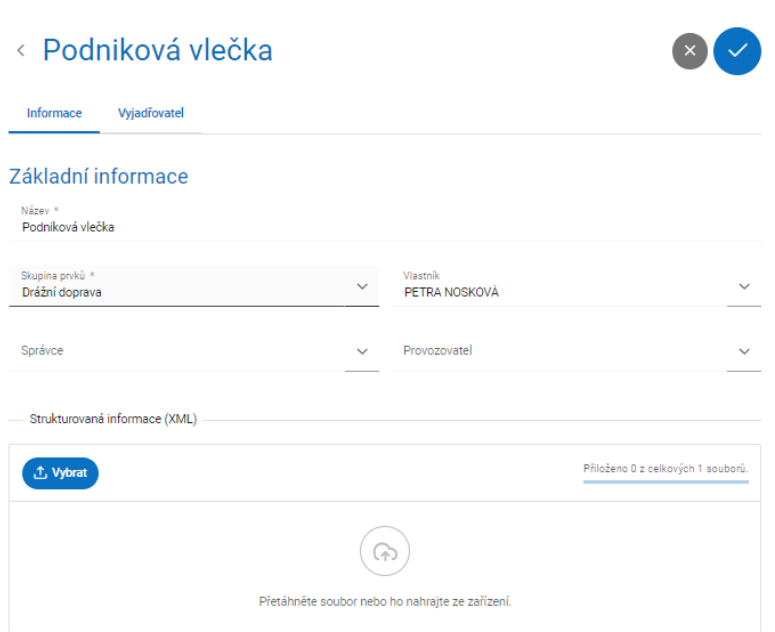 Podniková vlečka
Informace Vyjadřovatel
Základní informace
Název *
Podniková vlečka
Skupina prvků * Vlastník
Drážní doprava PETRA NOSKOVÁ
Správce Provozovatel
Strukturovaná informace (XML)
Vybrat Přiloženo 0 z celkových 1 souborů.
Přetáhněte soubor nebo ho nahrajte ze zařízení.